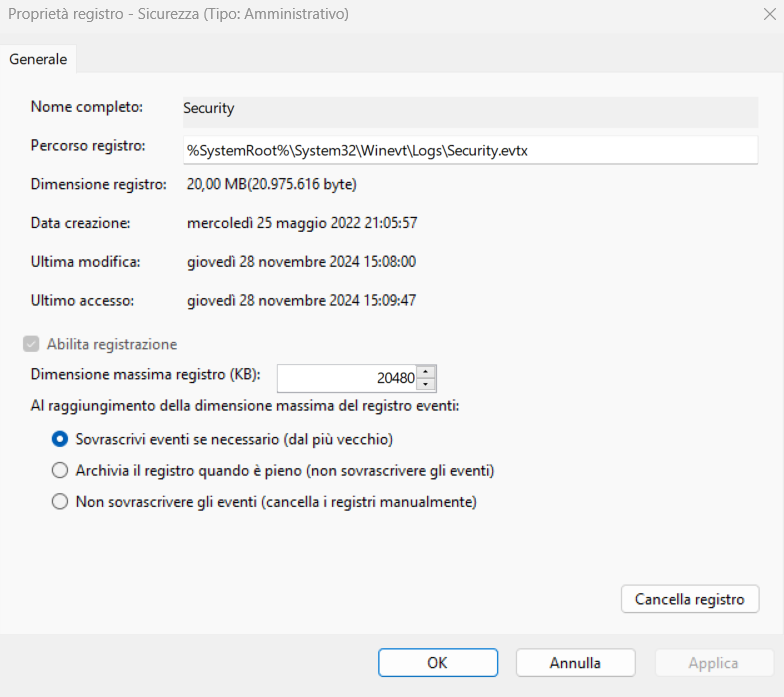 Proprietà registro - Sicurezza (Tipo: Amministrativo)
Generale
Nome completo: Security
Percorso registro: %SystemRoot%\System32\Winevt\Logs\Security.evtx
Dimensione registro: 20,00 MB(20.975.616 byte)
Data creazione: mercoledì 25 maggio 2022 21:05:57
Ultima modifica: giovedì 28 novembre 2024 15:08:00
Ultimo accesso: giovedì 28 novembre 2024 15:09:47
Abilita registrazione
Dimensione massima registro (KB): 20480
Al raggiungimento della dimensione massima del registro eventi:
Sovrascrivi eventi se necessario (dal più vecchio)
Archivia il registro quando è pieno (non sovrascrivere gli eventi)
Non sovrascrivere gli eventi (cancella i registri manualmente)
Cancella registro
OK Annulla Applica